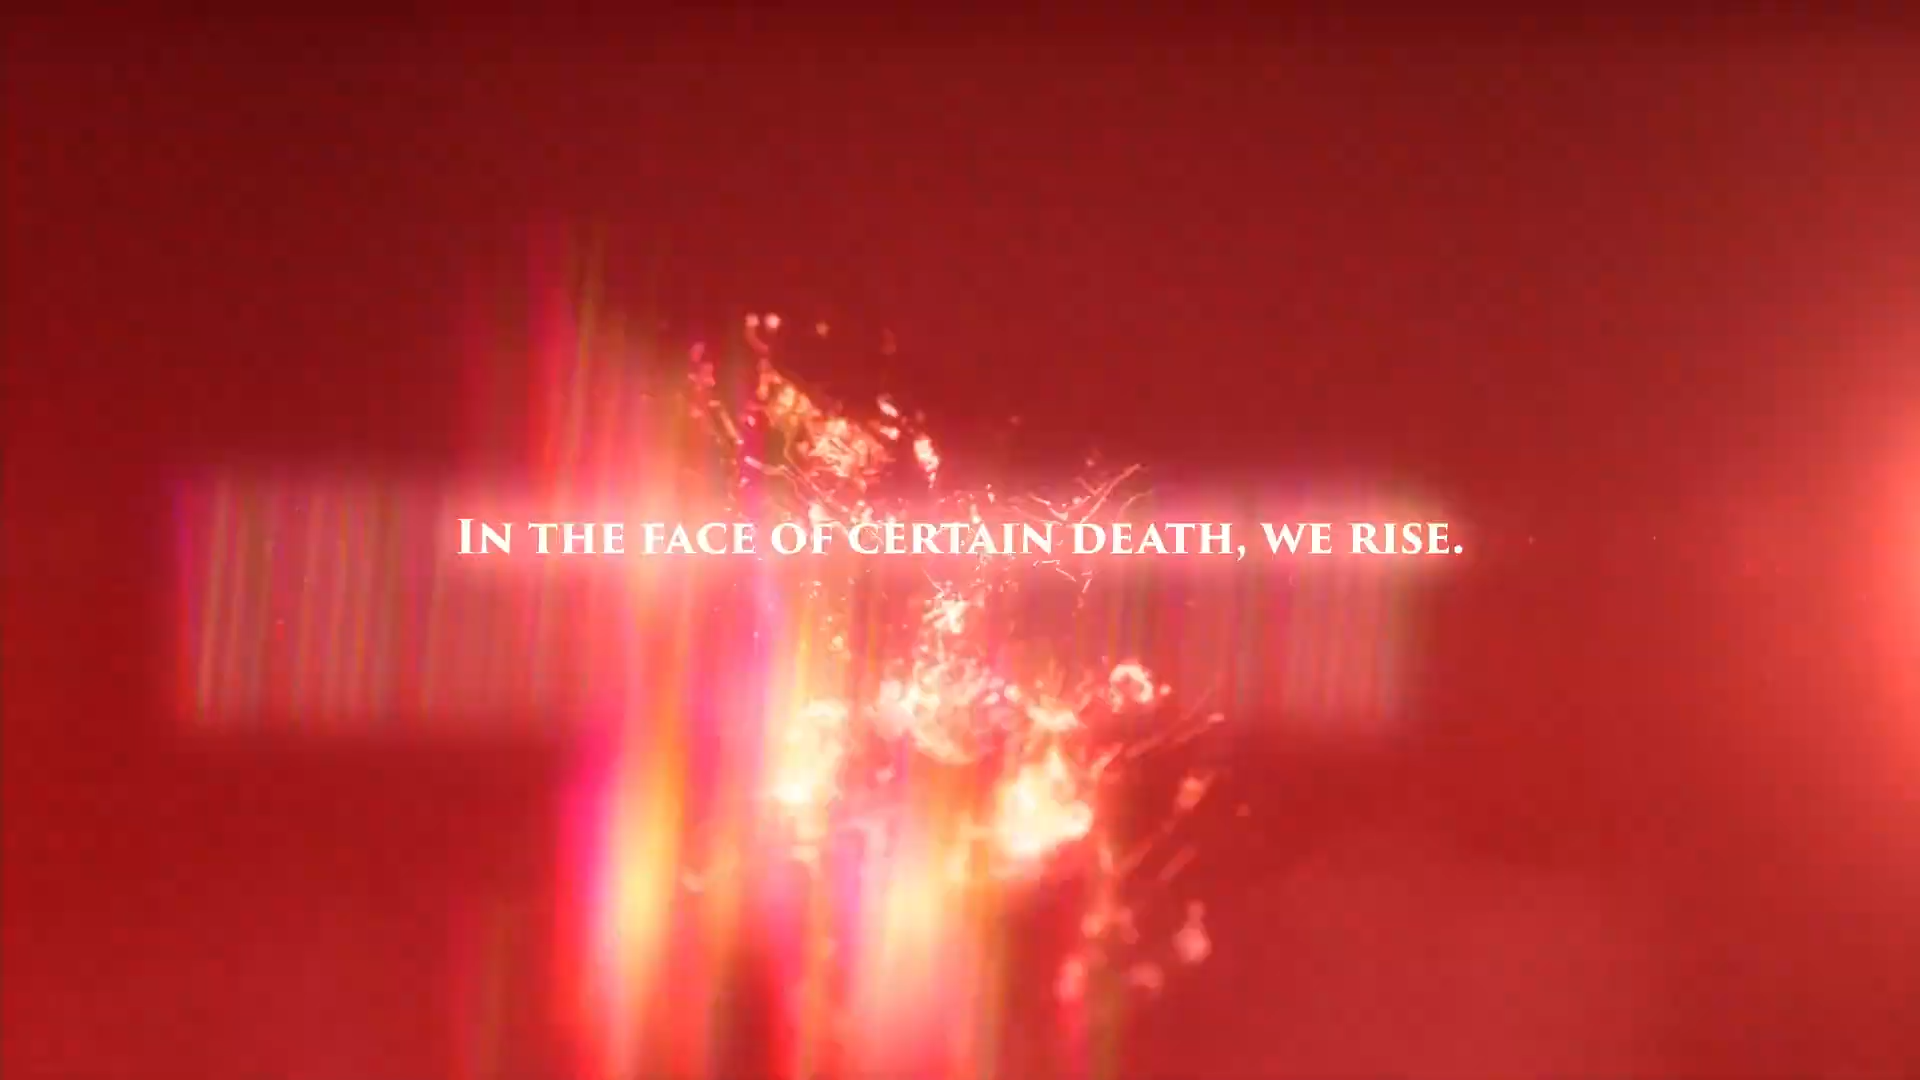 In the face of certain death, we rise.